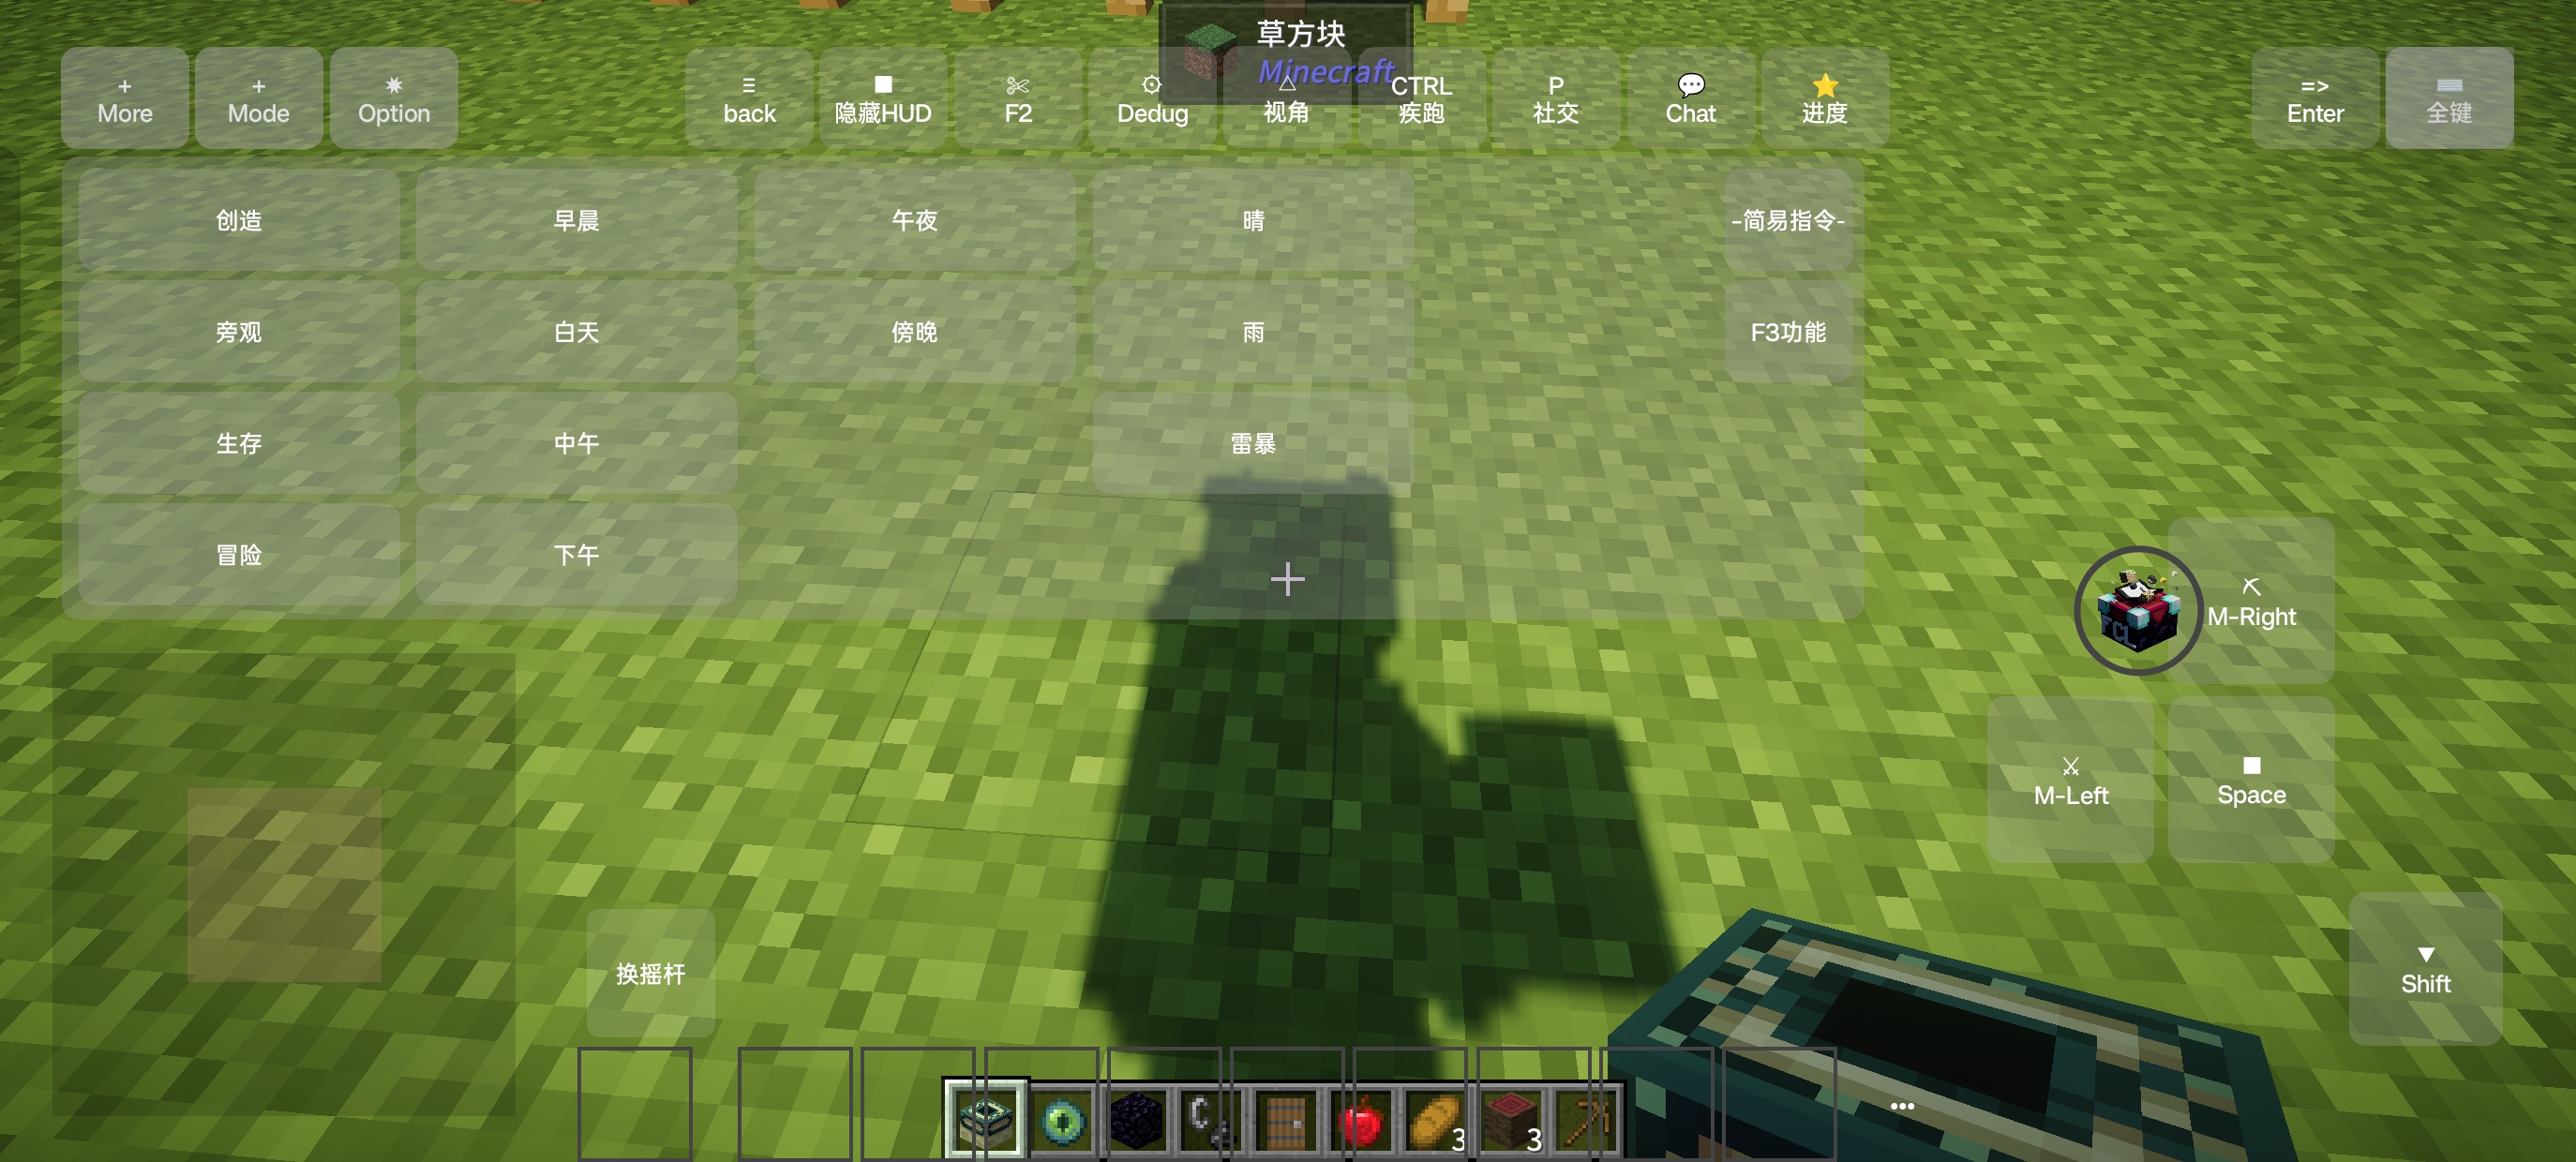 草方块
Minecraft
+
More
+
Mode
✷
Option
☰
back
■
隐藏HUD
✄
F2
Dedug
△
视角
CTRL
疾跑
P
社交
💬
Chat
⭐
进度
=>
Enter
⌨
全键
创造
早晨
午夜
晴
-简易指令-
旁观
白天
傍晚
雨
F3功能
生存
中午
雷暴
冒险
下午
FCL
⛏
M-Right
⚔
M-Left
■
Space
换摇杆
▼
Shift
3
3
•••